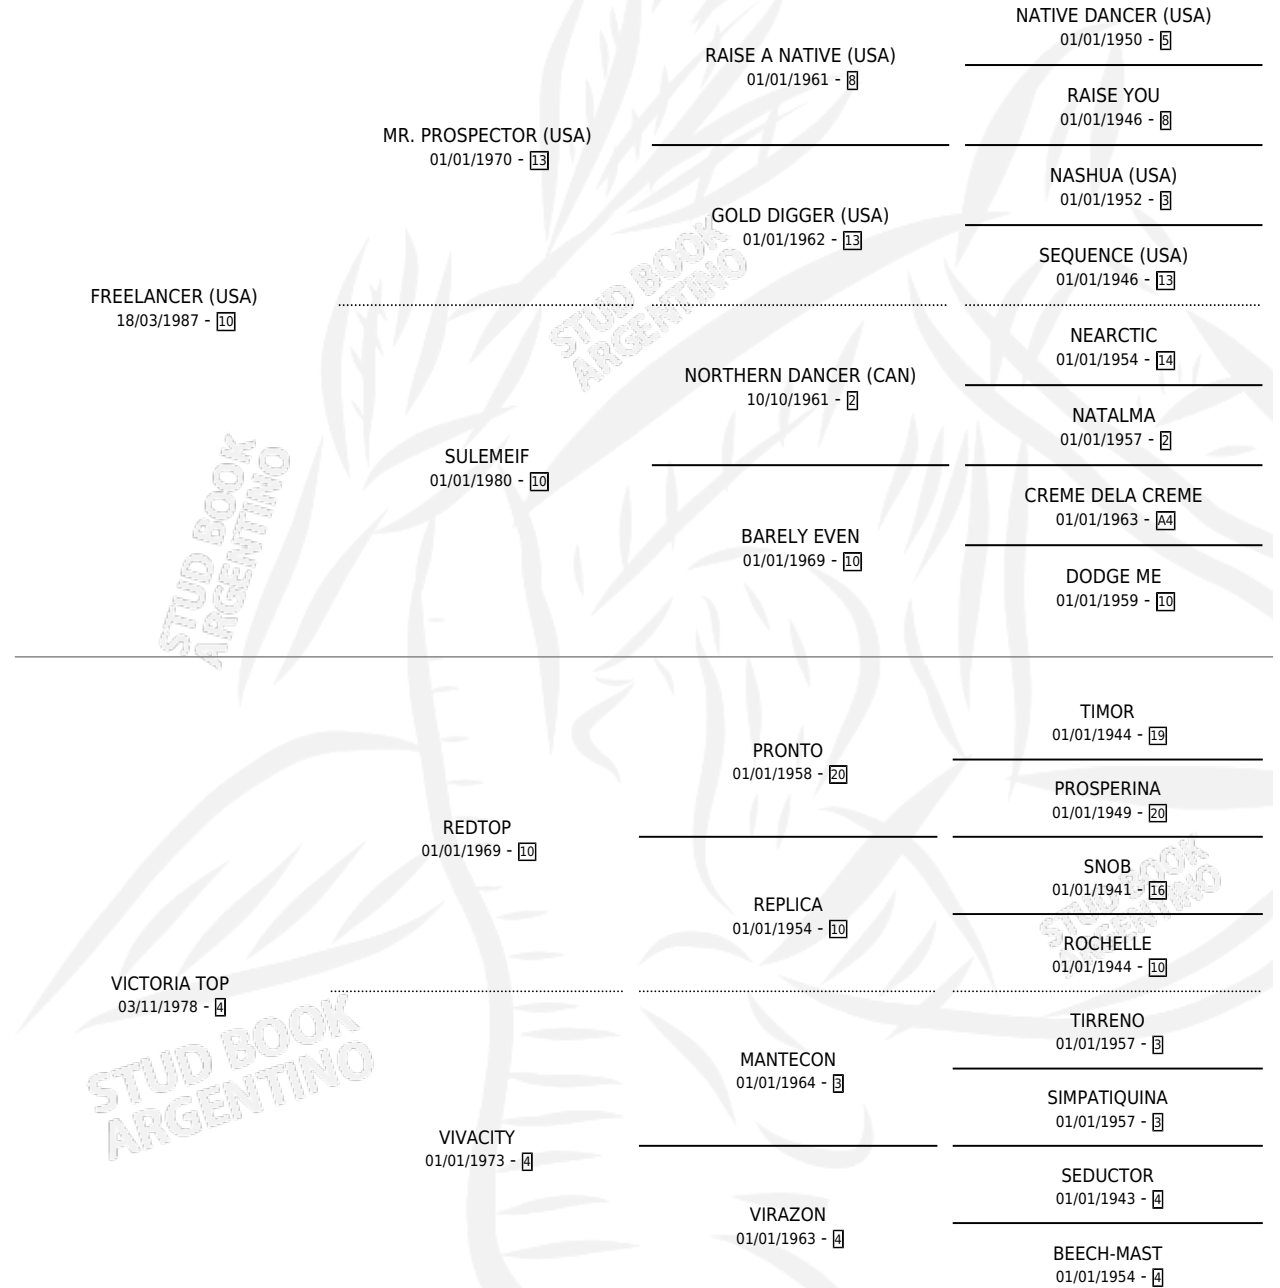 NATIVE DANCER (USA)
01/01/1950 - 5
RAISE A NATIVE (USA)
01/01/1961 - 8
RAISE YOU
01/01/1946 - 8
MR. PROSPECTOR (USA)
01/01/1970 - 13
NASHUA (USA)
01/01/1952 - 3
GOLD DIGGER (USA)
01/01/1962 - 13
SEQUENCE (USA)
01/01/1946 - 13
FREELANCER (USA)
18/03/1987 - 10
STUD BOOK
ARGENTINO
NEARCTIC
01/01/1954 - 14
NORTHERN DANCER (CAN)
10/10/1961 - 2
NATALMA
01/01/1957 - 2
SULEMEIF
01/01/1980 - 10
CREME DELA CREME
01/01/1963 - A4
BARELY EVEN
01/01/1969 - 10
DODGE ME
01/01/1959 - 10
STUD BOOK
ARGENTINO
TIMOR
01/01/1944 - 19
PRONTO
01/01/1958 - 20
PROSPERINA
01/01/1949 - 20
REDTOP
01/01/1969 - 10
SNOB
01/01/1941 - 16
REPLICA
01/01/1954 - 10
ROCHELLE
01/01/1944 - 10
STUD BOOK
ARGENTINO
VICTORIA TOP
03/11/1978 - 4
TIRRENO
01/01/1957 - 3
MANTECON
01/01/1964 - 3
SIMPATIQUINA
01/01/1957 - 3
STUD BOOK
ARGENTINO
VIVACITY
01/01/1973 - 4
SEDUCTOR
01/01/1943 - 4
VIRAZON
01/01/1963 - 4
BEECH-MAST
01/01/1954 - 4